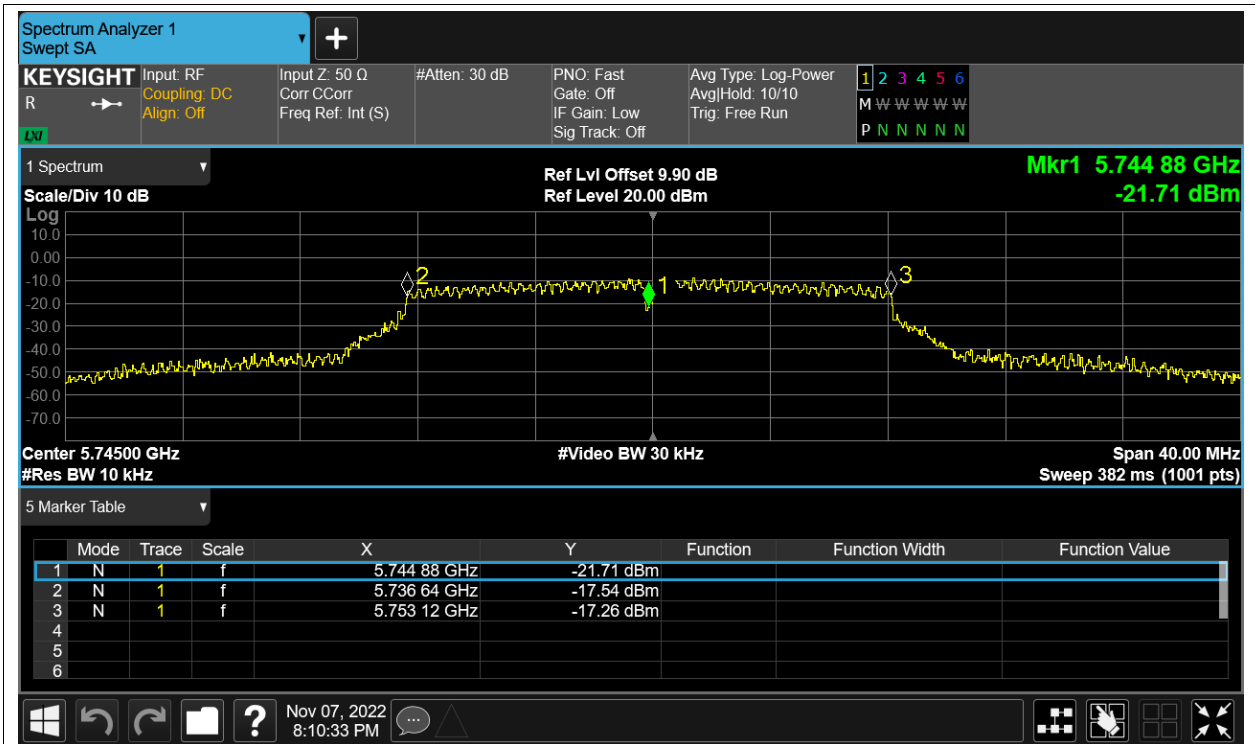 Spectrum Analyzer 1
Swept SA
KEYSIGHT
R
LXI
Input: RF
Coupling: DC
Align: Off
Input Z: 50 Ω
Corr CCorr
Freq Ref: Int (S)
#Atten: 30 dB
PNO: Fast
Gate: Off
IF Gain: Low
Sig Track: Off
Avg Type: Log-Power
Avg|Hold: 10/10
Trig: Free Run
1 2 3 4 5 6
M W W W W W
P N N N N N
1 Spectrum
Scale/Div 10 dB
Ref Lvl Offset 9.90 dB
Ref Level 20.00 dBm
Mkr1 5.744 88 GHz
-21.71 dBm
Log
10.0
0.00
-10.0
-20.0
-30.0
-40.0
-50.0
-60.0
-70.0
2
1
3
Center 5.74500 GHz
#Res BW 10 kHz
#Video BW 30 kHz
Span 40.00 MHz
Sweep 382 ms (1001 pts)
5 Marker Table
Mode Trace Scale X Y Function Function Width Function Value
1 N 1 f 5.744 88 GHz -21.71 dBm
2 N 1 f 5.736 64 GHz -17.54 dBm
3 N 1 f 5.753 12 GHz -17.26 dBm
4
5
6
?
Nov 07, 2022
8:10:33 PM